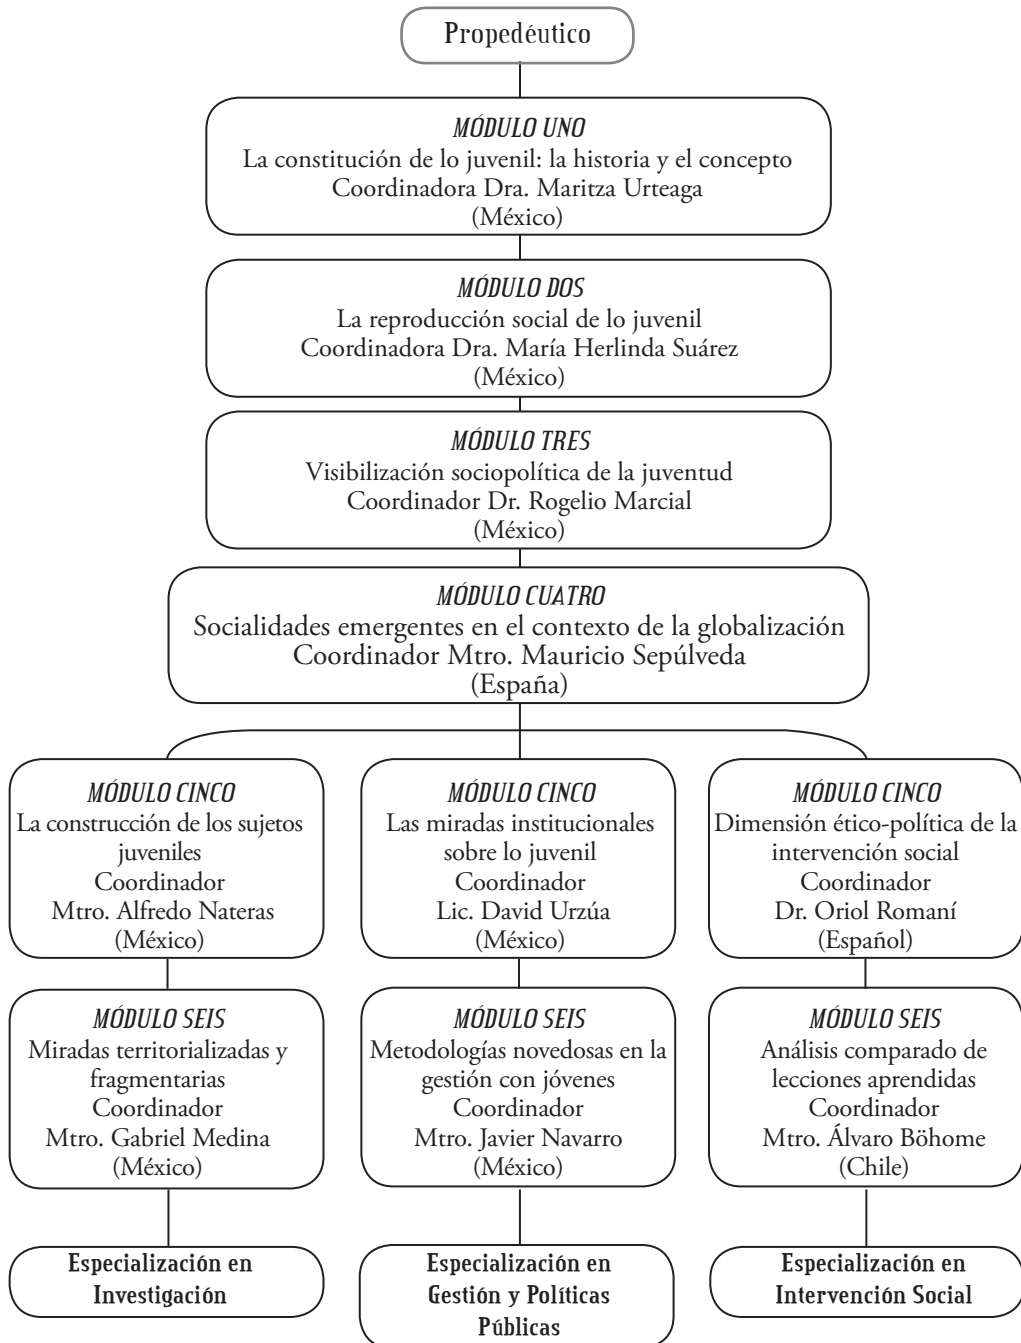 Propedéutico
MÓDULO UNO
La constitución de lo juvenil: la historia y el concepto
Coordinadora Dra. Maritza Urteaga
(México)
MÓDULO DOS
La reproducción social de lo juvenil
Coordinadora Dra. María Herlinda Suárez
(México)
MÓDULO TRES
Visibilización sociopolítica de la juventud
Coordinador Dr. Rogelio Marcial
(México)
MÓDULO CUATRO
Socialidades emergentes en el contexto de la globalización
Coordinador Mtro. Mauricio Sepúlveda
(España)
MÓDULO CINCO
La construcción de los sujetos
juveniles
Coordinador
Mtro. Alfredo Nateras
(México)
MÓDULO CINCO
Las miradas institucionales
sobre lo juvenil
Coordinador
Lic. David Urzúa
(México)
MÓDULO CINCO
Dimensión ético-política de la
intervención social
Coordinador
Dr. Oriol Romaní
(Español)
MÓDULO SEIS
Miradas territorializadas y
fragmentarias
Coordinador
Mtro. Gabriel Medina
(México)
MÓDULO SEIS
Metodologías novedosas en la
gestión con jóvenes
Coordinador
Mtro. Javier Navarro
(México)
MÓDULO SEIS
Análisis comparado de
lecciones aprendidas
Coordinador
Mtro. Álvaro Böhome
(Chile)
Especialización en
Investigación
Especialización en
Gestión y Políticas
Públicas
Especialización en
Intervención Social